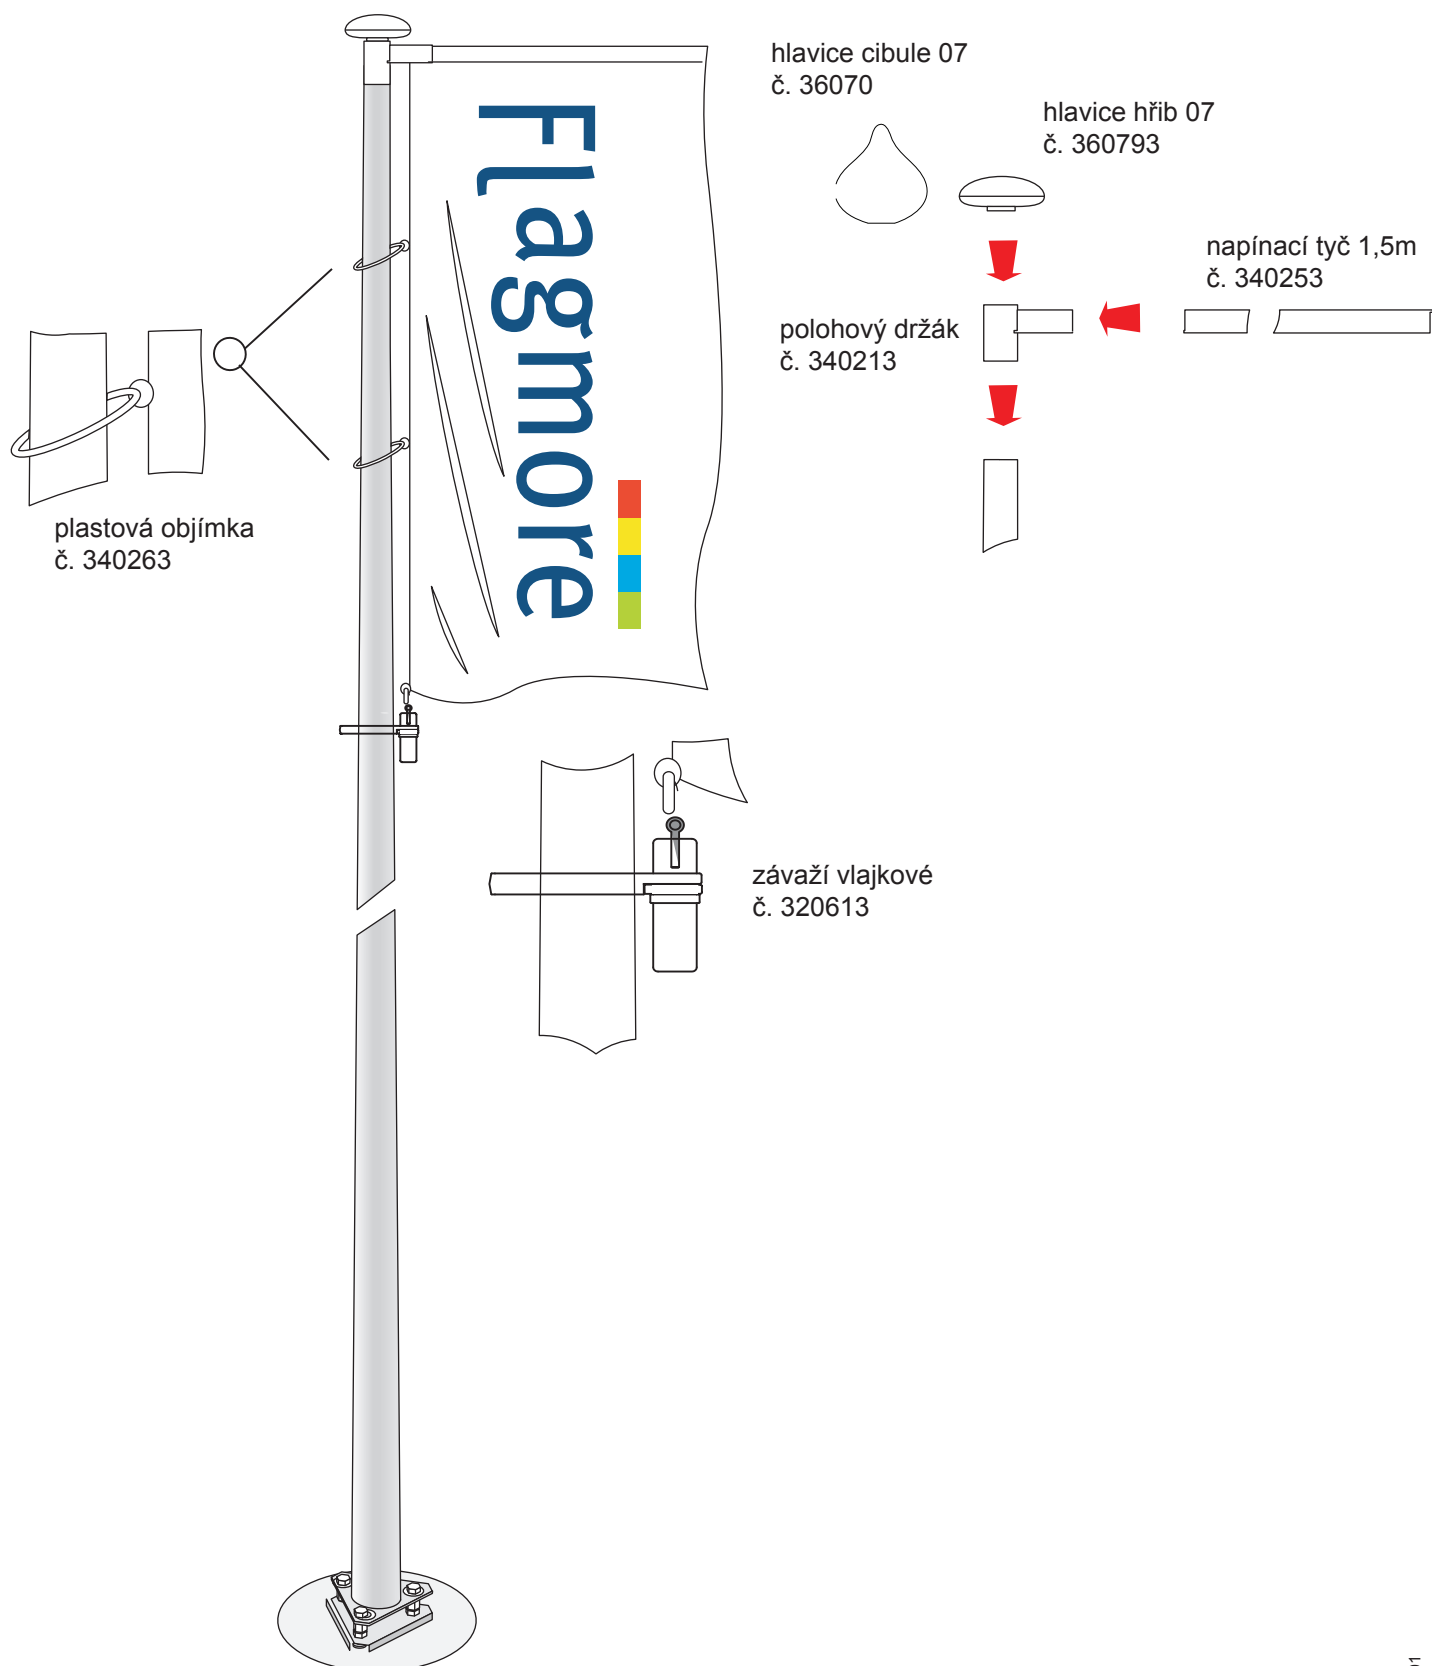 hlavice cibule 07
č. 36070
hlavice hřib 07
č. 360793
napínací tyč 1,5m
č. 340253
polohový držák
č. 340213
Flagmore
plastová objímka
č. 340263
závaží vlajkové
č. 320613